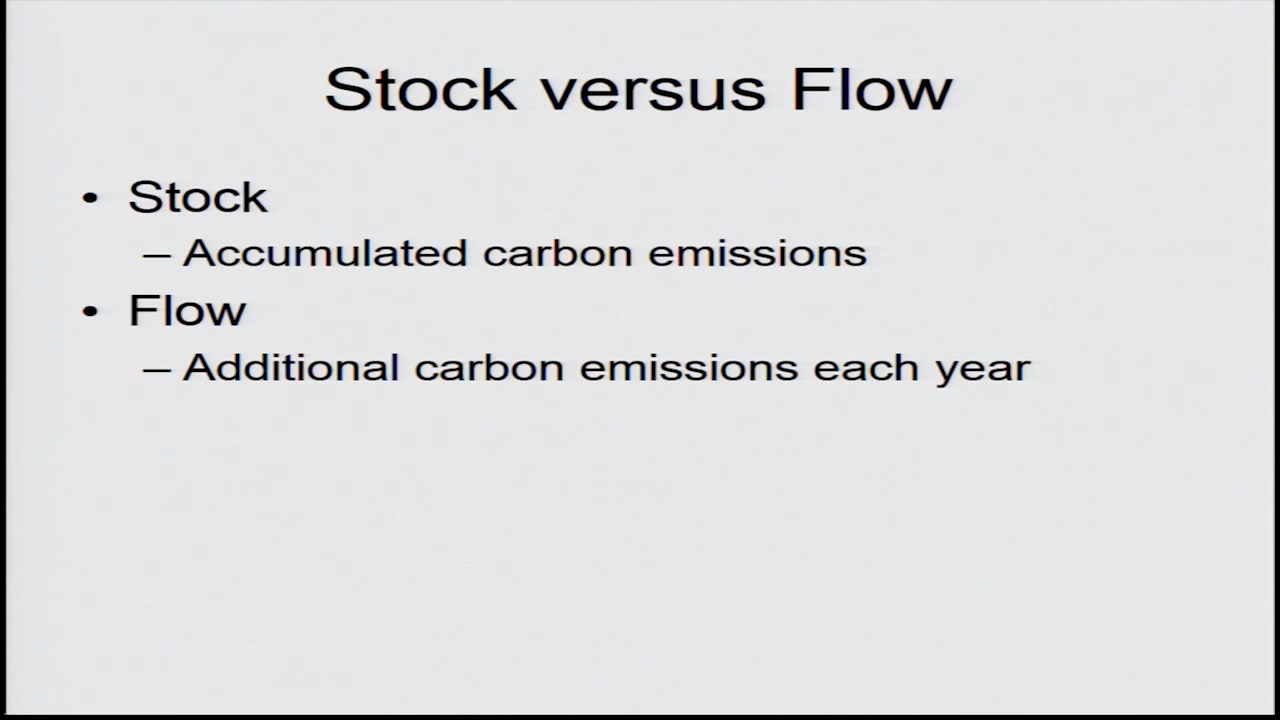 Stock versus Flow
• Stock
– Accumulated carbon emissions
• Flow
– Additional carbon emissions each year